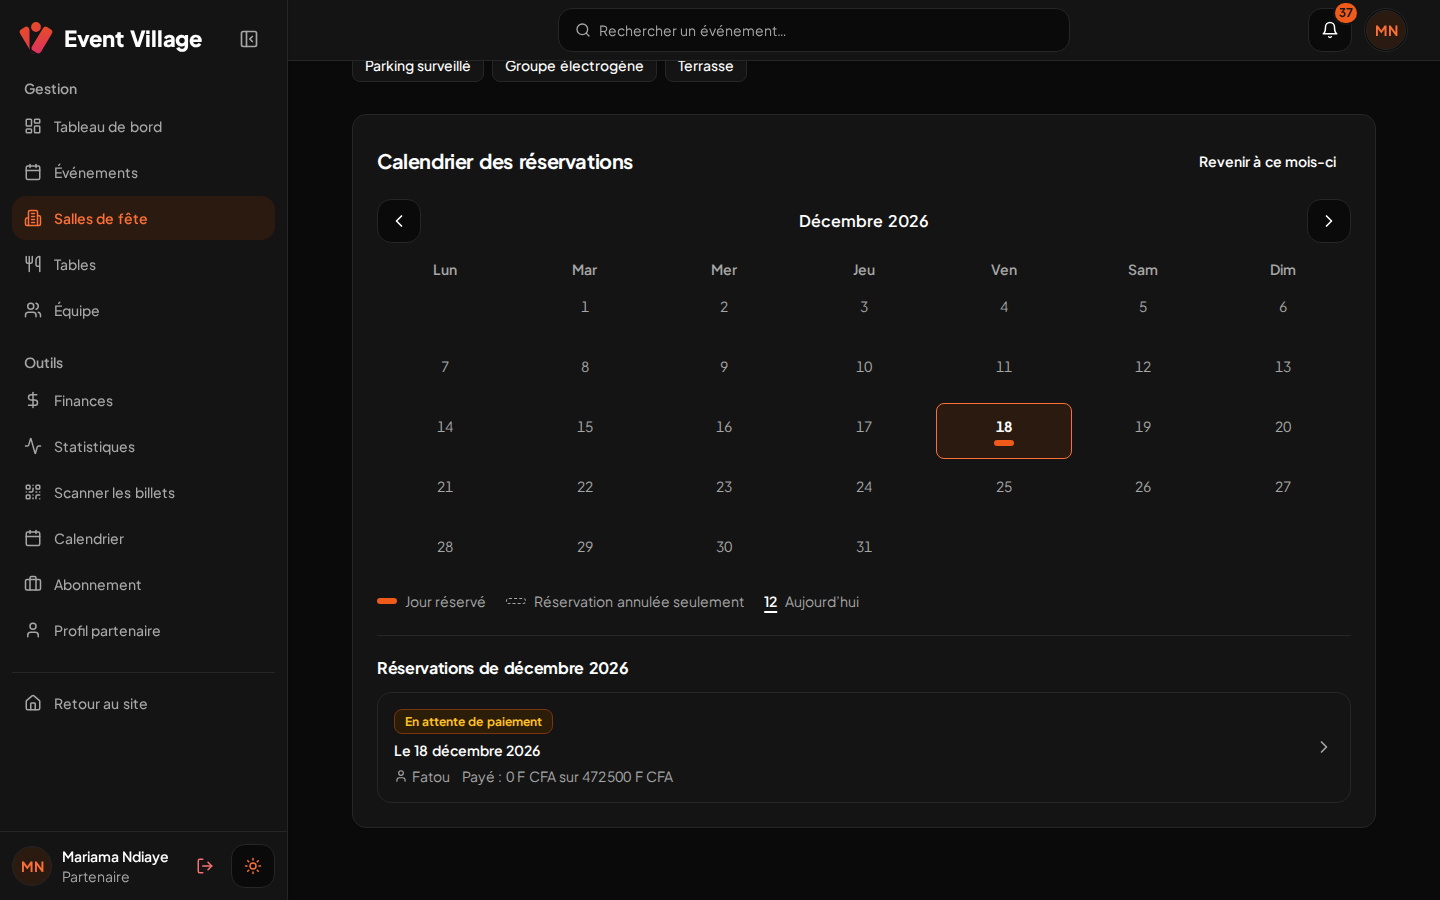 Event Village
Rechercher un événement...
37
MN
Gestion
Tableau de bord
Événements
Salles de fête
Tables
Équipe
Outils
Finances
Statistiques
Scanner les billets
Calendrier
Abonnement
Profil partenaire
Retour au site
MN
Mariama Ndiaye
Partenaire
Parking surveillé
Groupe électrogène
Terrasse
Calendrier des réservations
Revenir à ce mois-ci
Décembre 2026
Lun Mar Mer Jeu Ven Sam Dim
1 2 3 4 5 6
7 8 9 10 11 12 13
14 15 16 17 18 19 20
21 22 23 24 25 26 27
28 29 30 31
Jour réservé Réservation annulée seulement 12 Aujourd'hui
Réservations de décembre 2026
En attente de paiement
Le 18 décembre 2026
Fatou Payé : 0 F CFA sur 472 500 F CFA